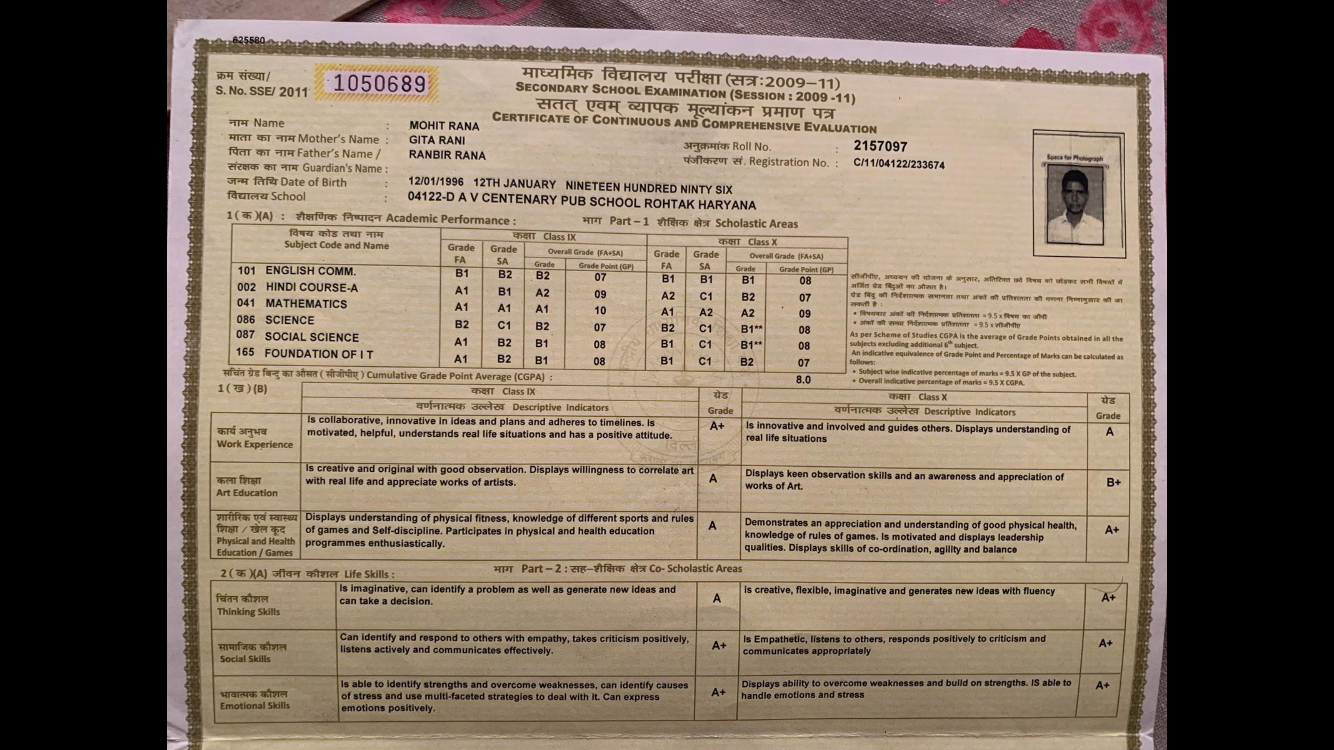 625580
क्रम संख्या/
S. No. SSE/ 2011 1050689
माध्यमिक विद्यालय परीक्षा (सत्र:2009–11)
SECONDARY SCHOOL EXAMINATION (SESSION : 2009 -11)
सतत् एवम् व्यापक मूल्यांकन प्रमाण पत्र
CERTIFICATE OF CONTINUOUS AND COMPREHENSIVE EVALUATION
नाम Name : MOHIT RANA
माता का नाम Mother's Name : GITA RANI
पिता का नाम Father's Name / RANBIR RANA
संरक्षक का नाम Guardian's Name :
जन्म तिथि Date of Birth : 12/01/1996 12TH JANUARY NINETEEN HUNDRED NINTY SIX
विद्यालय School : 04122-D A V CENTENARY PUB SCHOOL ROHTAK HARYANA
अनुक्रमांक Roll No. : 2157097
पंजीकरण सं. Registration No. : C/11/04122/233674
Space for Photograph
1 ( क )(A) : शैक्षणिक निष्पादन Academic Performance : भाग Part–1 शैक्षिक क्षेत्र Scholastic Areas
विषय कोड तथा नाम कक्षा Class IX कक्षा Class X
Subject Code and Name Grade FA Grade SA Overall Grade (FA+SA) Grade FA Grade SA Overall Grade (FA+SA)
Grade Grade Point (GP) Grade Grade Point (GP)
101 ENGLISH COMM. B1 B2 B2 07 B1 B1 B1 08
002 HINDI COURSE-A A1 B1 A2 09 A2 C1 B2 07
041 MATHEMATICS A1 A1 A1 10 A1 A2 A2 09
086 SCIENCE B2 C1 B2 07 B2 C1 B1** 08
087 SOCIAL SCIENCE A1 B2 B1 08 B1 C1 B1** 08
165 FOUNDATION OF I T A1 B2 B1 08 B1 C1 B2 07
संचित ग्रेड बिन्दु का औसत ( सीजीपीए ) Cumulative Grade Point Average (CGPA) : 8.0
सीजीपीए, अध्ययन की योजना के अनुसार, अतिरिक्त छठे विषय को छोड़कर सभी विषयों में
अर्जित ग्रेड बिंदुओं का औसत है।
ग्रेड बिंदु की निर्देशात्मक समानता तथा अंकों की प्रतिशतता की गणना निम्नानुसार की जा
सकती है :
• विषयवार अंकों की निर्देशात्मक प्रतिशतता = 9.5 x विषय का जीपी
• अंकों की समग्र निर्देशात्मक प्रतिशतता = 9.5 x सीजीपीए
As per Scheme of Studies CGPA is the average of Grade Points obtained in all the
subjects excluding additional 6th subject.
An indicative equivalence of Grade Point and Percentage of Marks can be calculated as
follows:
• Subject wise indicative percentage of marks = 9.5 X GP of the subject.
• Overall indicative percentage of marks = 9.5 X CGPA.
1 ( ख ) (B) कक्षा Class IX ग्रेड कक्षा Class X ग्रेड
वर्णनात्मक उल्लेख Descriptive Indicators Grade वर्णनात्मक उल्लेख Descriptive Indicators Grade
कार्य अनुभव
Work Experience
Is collaborative, innovative in ideas and plans and adheres to timelines. Is
motivated, helpful, understands real life situations and has a positive attitude.
A+
Is innovative and involved and guides others. Displays understanding of
real life situations
A
कला शिक्षा
Art Education
Is creative and original with good observation. Displays willingness to correlate art
with real life and appreciate works of artists.
A
Displays keen observation skills and an awareness and appreciation of
works of Art.
B+
शारीरिक एवं स्वास्थ्य
शिक्षा / खेल कूद
Physical and Health
Education / Games
Displays understanding of physical fitness, knowledge of different sports and rules
of games and Self-discipline. Participates in physical and health education
programmes enthusiastically.
A
Demonstrates an appreciation and understanding of good physical health,
knowledge of rules of games. Is motivated and displays leadership
qualities. Displays skills of co-ordination, agility and balance
A+
2 ( क )(A) जीवन कौशल Life Skills : भाग Part–2 : सह–शैक्षिक क्षेत्र Co- Scholastic Areas
चिंतन कौशल
Thinking Skills
Is imaginative, can identify a problem as well as generate new ideas and
can take a decision.
A
Is creative, flexible, imaginative and generates new ideas with fluency
A+
सामाजिक कौशल
Social Skills
Can identify and respond to others with empathy, takes criticism positively,
listens actively and communicates effectively.
A+
Is Empathetic, listens to others, responds positively to criticism and
communicates appropriately
A+
भावात्मक कौशल
Emotional Skills
Is able to identify strengths and overcome weaknesses, can identify causes
of stress and use multi-faceted strategies to deal with it. Can express
emotions positively.
A+
Displays ability to overcome weaknesses and build on strengths. IS able to
handle emotions and stress
A+